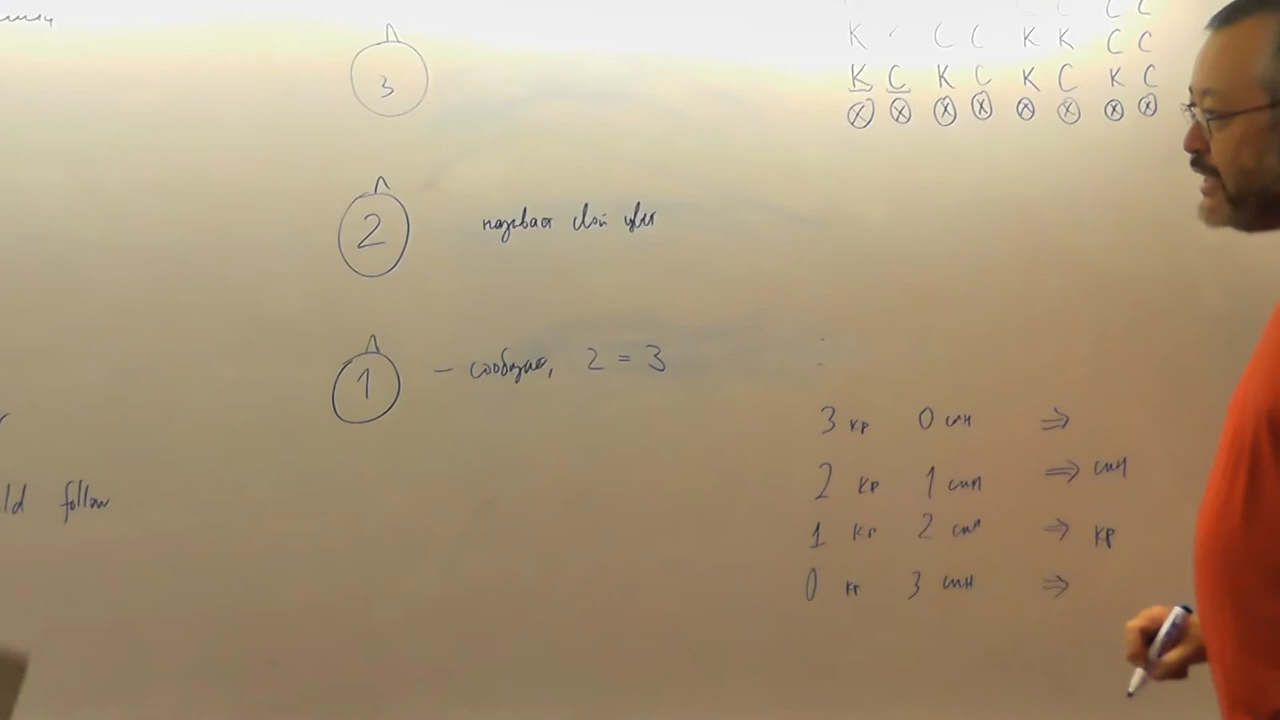 3
К С С К К С С
К С К С К С К С
2 называет свой цвет
1 – сообщает, 2 = 3
3 кр 0 син ⇒
2 кр 1 син ⇒ син
1 кр 2 син ⇒ кр
0 кр 3 син ⇒
ld follow